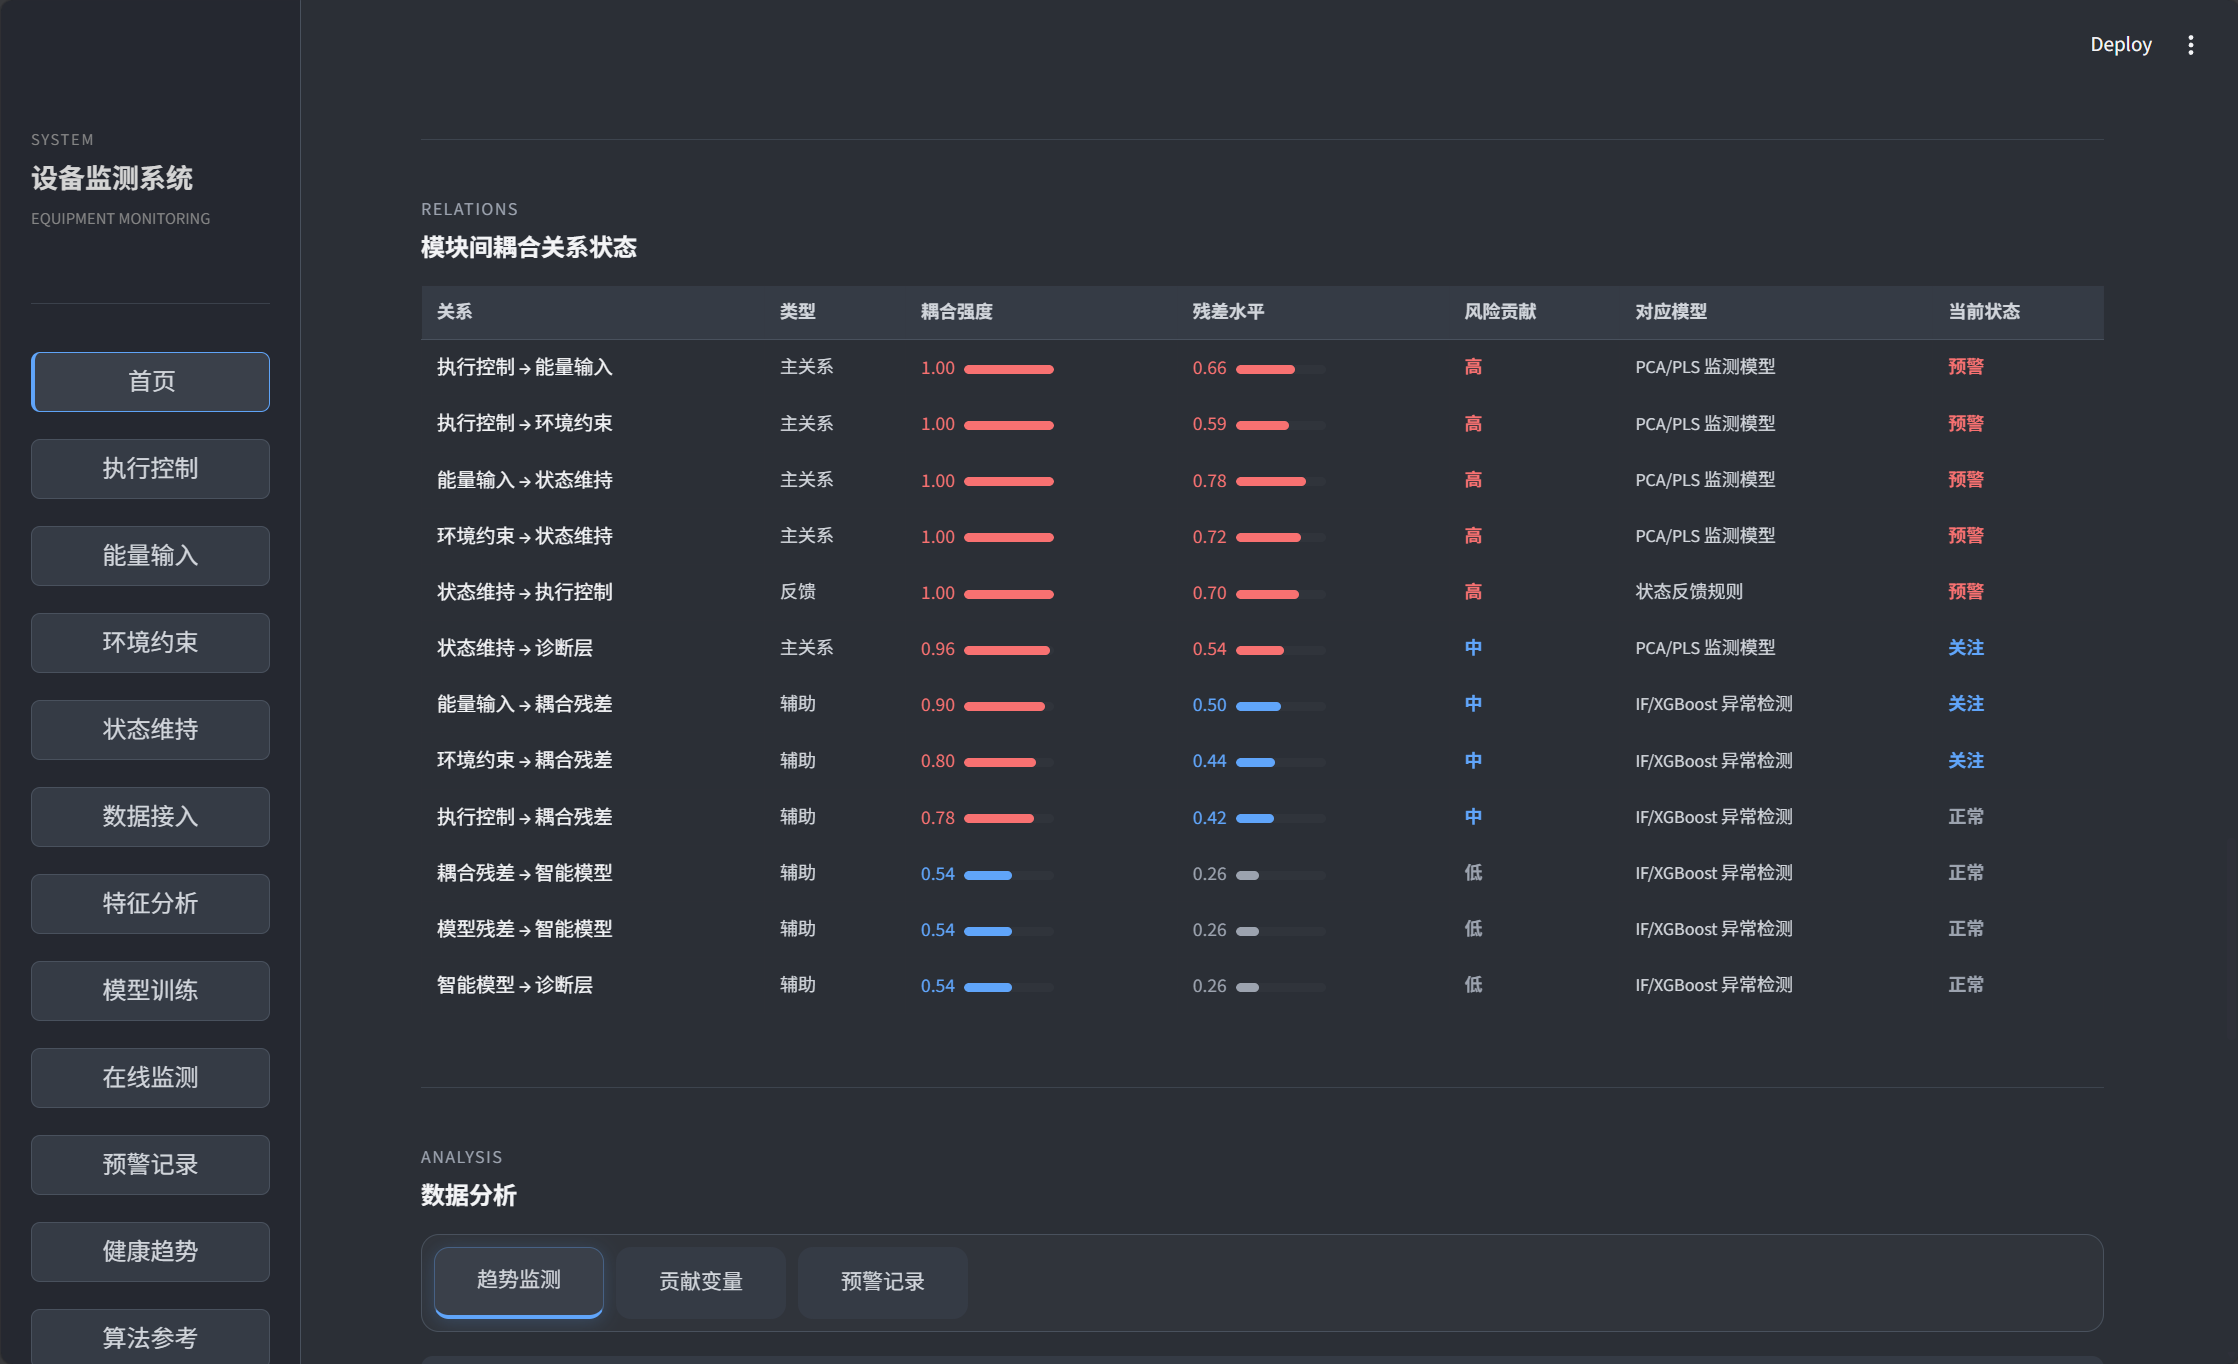 Deploy
SYSTEM
设备监测系统
EQUIPMENT MONITORING
首页
执行控制
能量输入
环境约束
状态维持
数据接入
特征分析
模型训练
在线监测
预警记录
健康趋势
算法参考
RELATIONS
模块间耦合关系状态
关系 类型 耦合强度 残差水平 风险贡献 对应模型 当前状态
执行控制→能量输入 主关系 1.00 0.66 高 PCA/PLS 监测模型 预警
执行控制→环境约束 主关系 1.00 0.59 高 PCA/PLS 监测模型 预警
能量输入→状态维持 主关系 1.00 0.78 高 PCA/PLS 监测模型 预警
环境约束→状态维持 主关系 1.00 0.72 高 PCA/PLS 监测模型 预警
状态维持→执行控制 反馈 1.00 0.70 高 状态反馈规则 预警
状态维持→诊断层 主关系 0.96 0.54 中 PCA/PLS 监测模型 关注
能量输入→耦合残差 辅助 0.90 0.50 中 IF/XGBoost 异常检测 关注
环境约束→耦合残差 辅助 0.80 0.44 中 IF/XGBoost 异常检测 关注
执行控制→耦合残差 辅助 0.78 0.42 中 IF/XGBoost 异常检测 正常
耦合残差→智能模型 辅助 0.54 0.26 低 IF/XGBoost 异常检测 正常
模型残差→智能模型 辅助 0.54 0.26 低 IF/XGBoost 异常检测 正常
智能模型→诊断层 辅助 0.54 0.26 低 IF/XGBoost 异常检测 正常
ANALYSIS
数据分析
趋势监测 贡献变量 预警记录